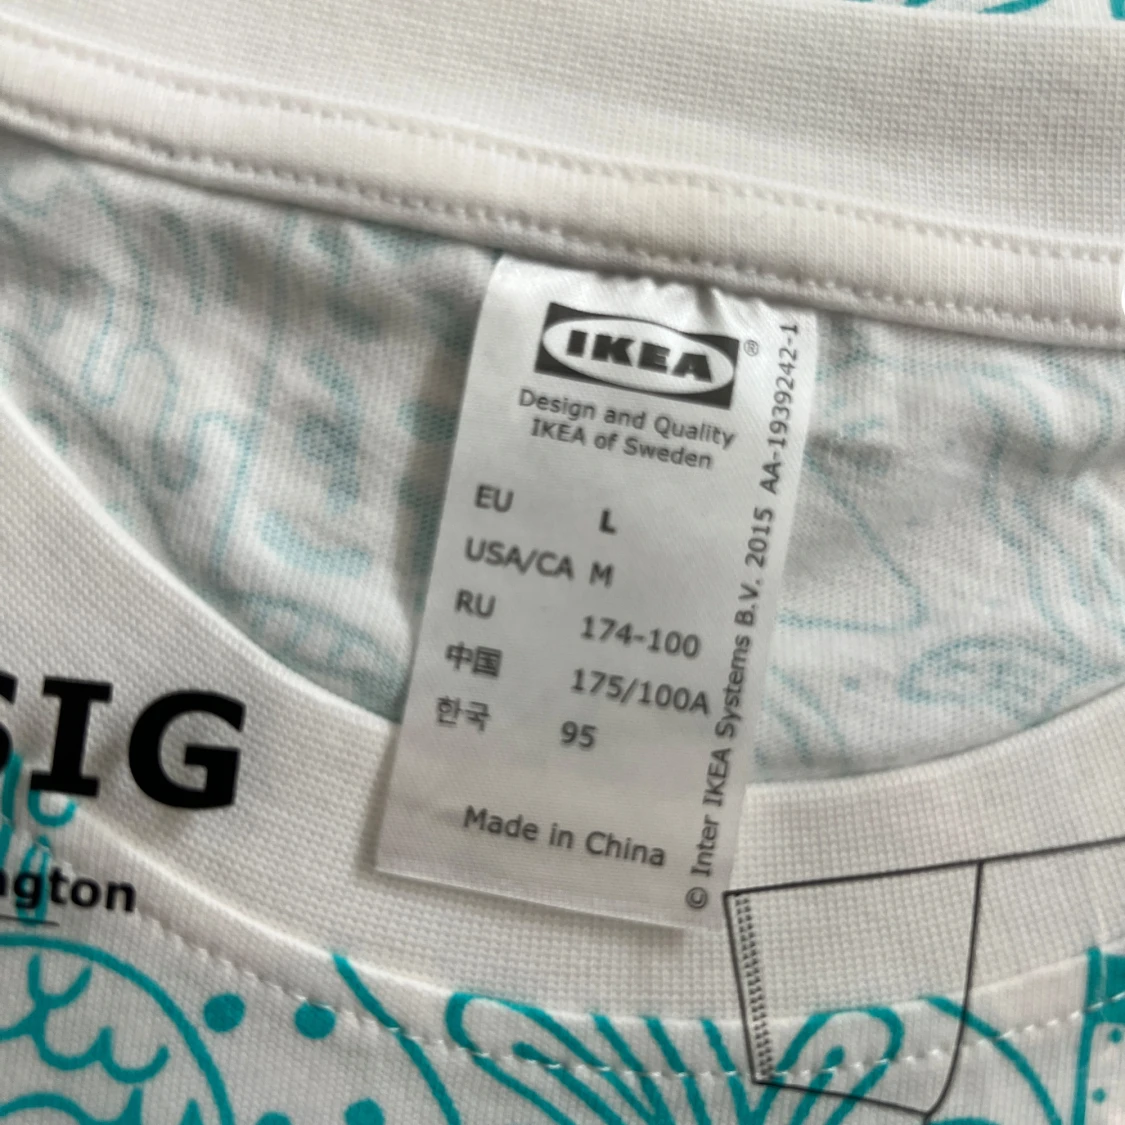 IKEA®
Design and Quality
IKEA of Sweden
EU L
USA/CA M
RU 174-100
中国 175/100A
한국 95
Made in China
© Inter IKEA Systems B.V. 2015 AA-1939242-1
SIG
ngton